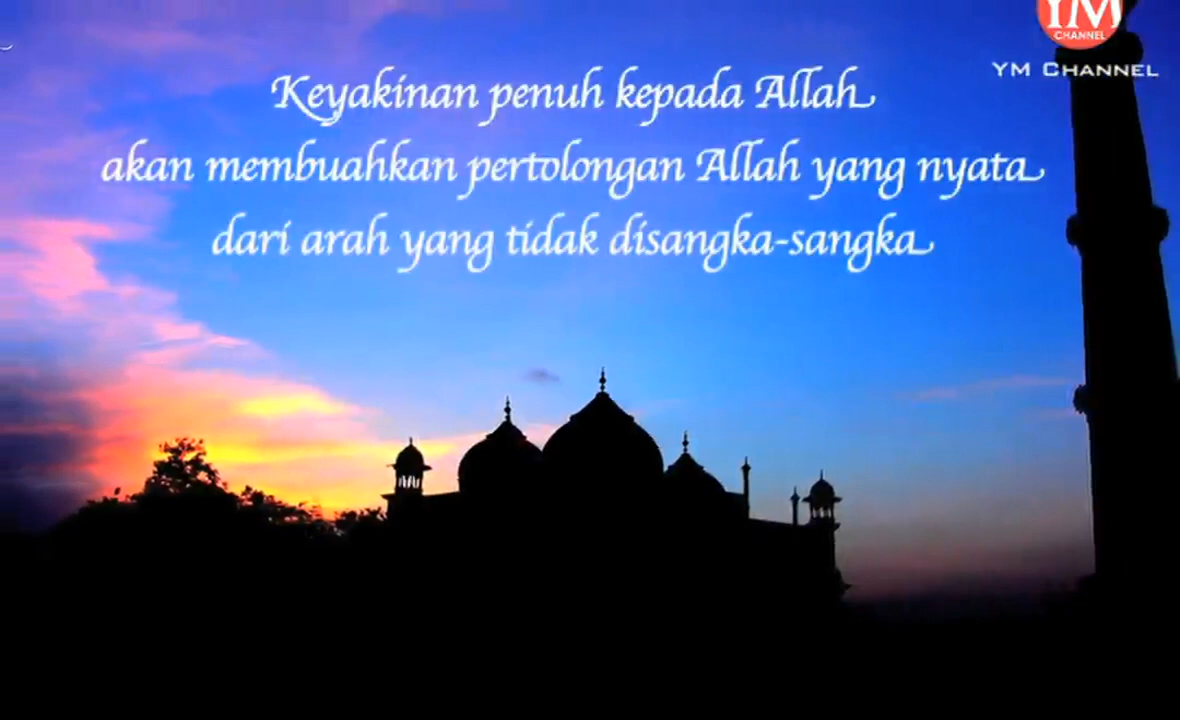 YM
CHANNEL
YM CHANNEL
Keyakinan penuh kepada Allah
akan membuahkan pertolongan Allah yang nyata
dari arah yang tidak disangka-sangka